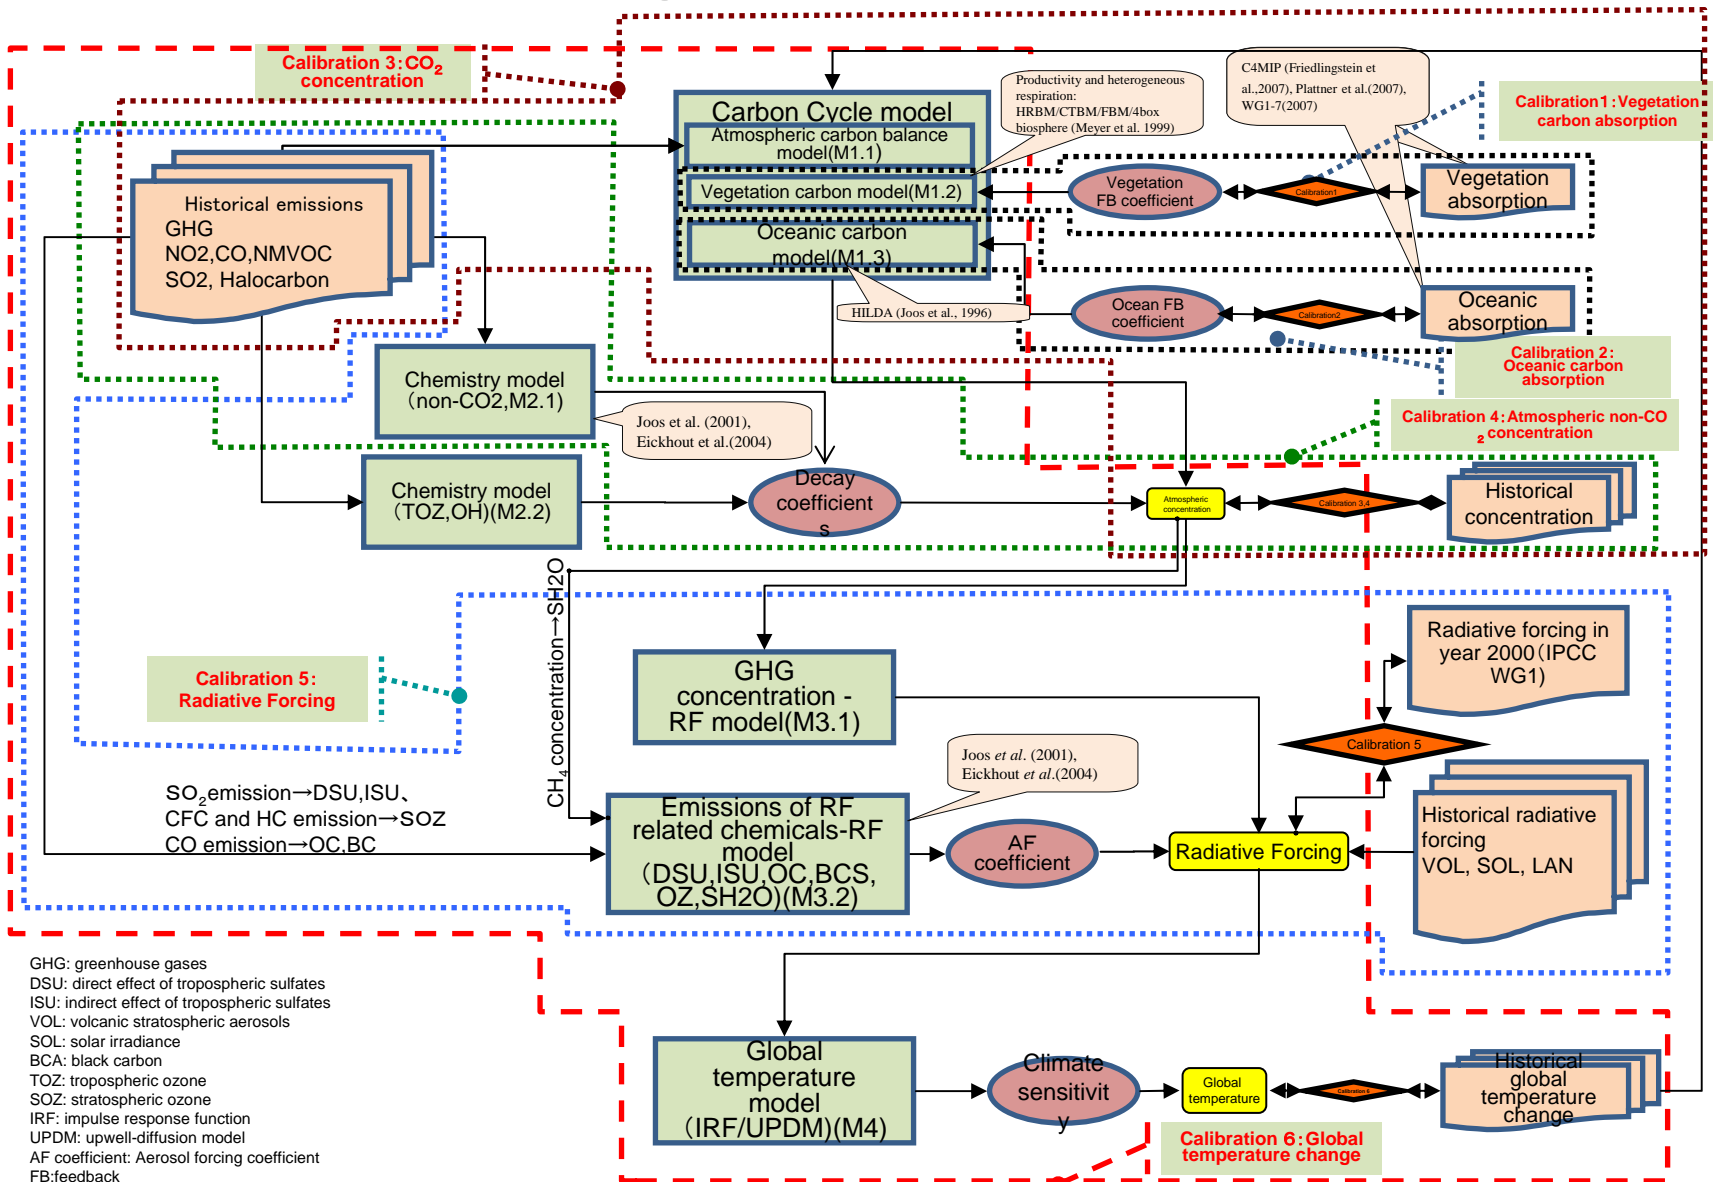 Calibration 3:CO₂
concentration
Carbon Cycle model
Atmospheric carbon balance
model(M1.1)
Vegetation carbon model(M1.2)
Oceanic carbon
model(M1.3)
Productivity and heterogeneous
respiration:
HRBM/CTBM/FBM/4box
biosphere (Meyer et al. 1999)
C4MIP (Friedlingstein et
al.,2007), Plattner et al.(2007),
WG1-7(2007)
Calibration1:Vegetation
carbon absorption
Historical emissions
GHG
NO2,CO,NMVOC
SO2, Halocarbon
Vegetation
FB coefficient
Calibration1
Vegetation
absorption
HILDA (Joos et al., 1996)
Ocean FB
coefficient
Calibration2
Oceanic
absorption
Calibration 2:
Oceanic carbon
absorption
Chemistry model
(non-CO2,M2.1)
Joos et al. (2001),
Eickhout et al.(2004)
Calibration 4:Atmospheric non-CO
₂ concentration
Chemistry model
(TOZ,OH)(M2.2)
Decay
coefficient
s
Atmospheric
concentration
Calibration 3,4
Historical
concentration
CH₄ concentration→SH2O
Calibration 5:
Radiative Forcing
GHG
concentration -
RF model(M3.1)
Radiative forcing in
year 2000(IPCC
WG1)
Calibration 5
Joos et al. (2001),
Eickhout et al.(2004)
SO₂emission→DSU,ISU、
CFC and HC emission→SOZ
CO emission→OC,BC
Emissions of RF
related chemicals-RF
model
(DSU,ISU,OC,BCS,
OZ,SH2O)(M3.2)
AF
coefficient
Radiative Forcing
Historical radiative
forcing
VOL, SOL, LAN
GHG: greenhouse gases
DSU: direct effect of tropospheric sulfates
ISU: indirect effect of tropospheric sulfates
VOL: volcanic stratospheric aerosols
SOL: solar irradiance
BCA: black carbon
TOZ: tropospheric ozone
SOZ: stratospheric ozone
IRF: impulse response function
UPDM: upwell-diffusion model
AF coefficient: Aerosol forcing coefficient
FB:feedback
Global
temperature
model
(IRF/UPDM)(M4)
Climate
sensitivit
y
Global
temperature
Calibration 6
Historical
global
temperature
change
Calibration 6:Global
temperature change